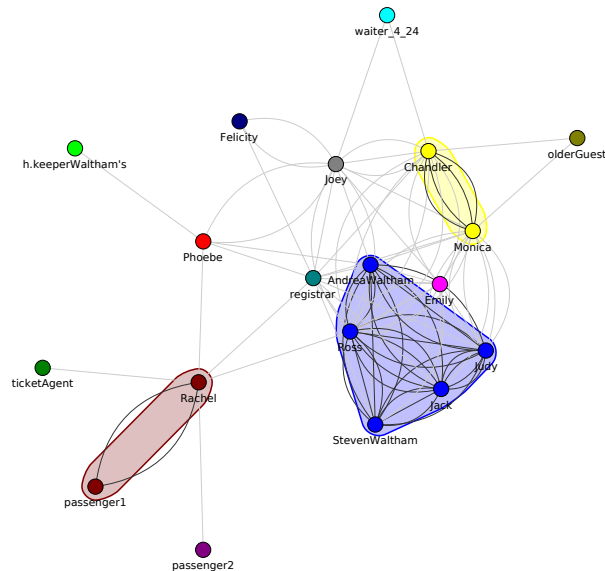 waiter_4_24
Felicity
olderGuest
h.keeperWaltham's
Chandler
Joey
Monica
Phoebe
AndreaWaltham
registrar
Emily
Ross
Judy
ticketAgent
Rachel
Jack
StevenWaltham
passenger1
passenger2